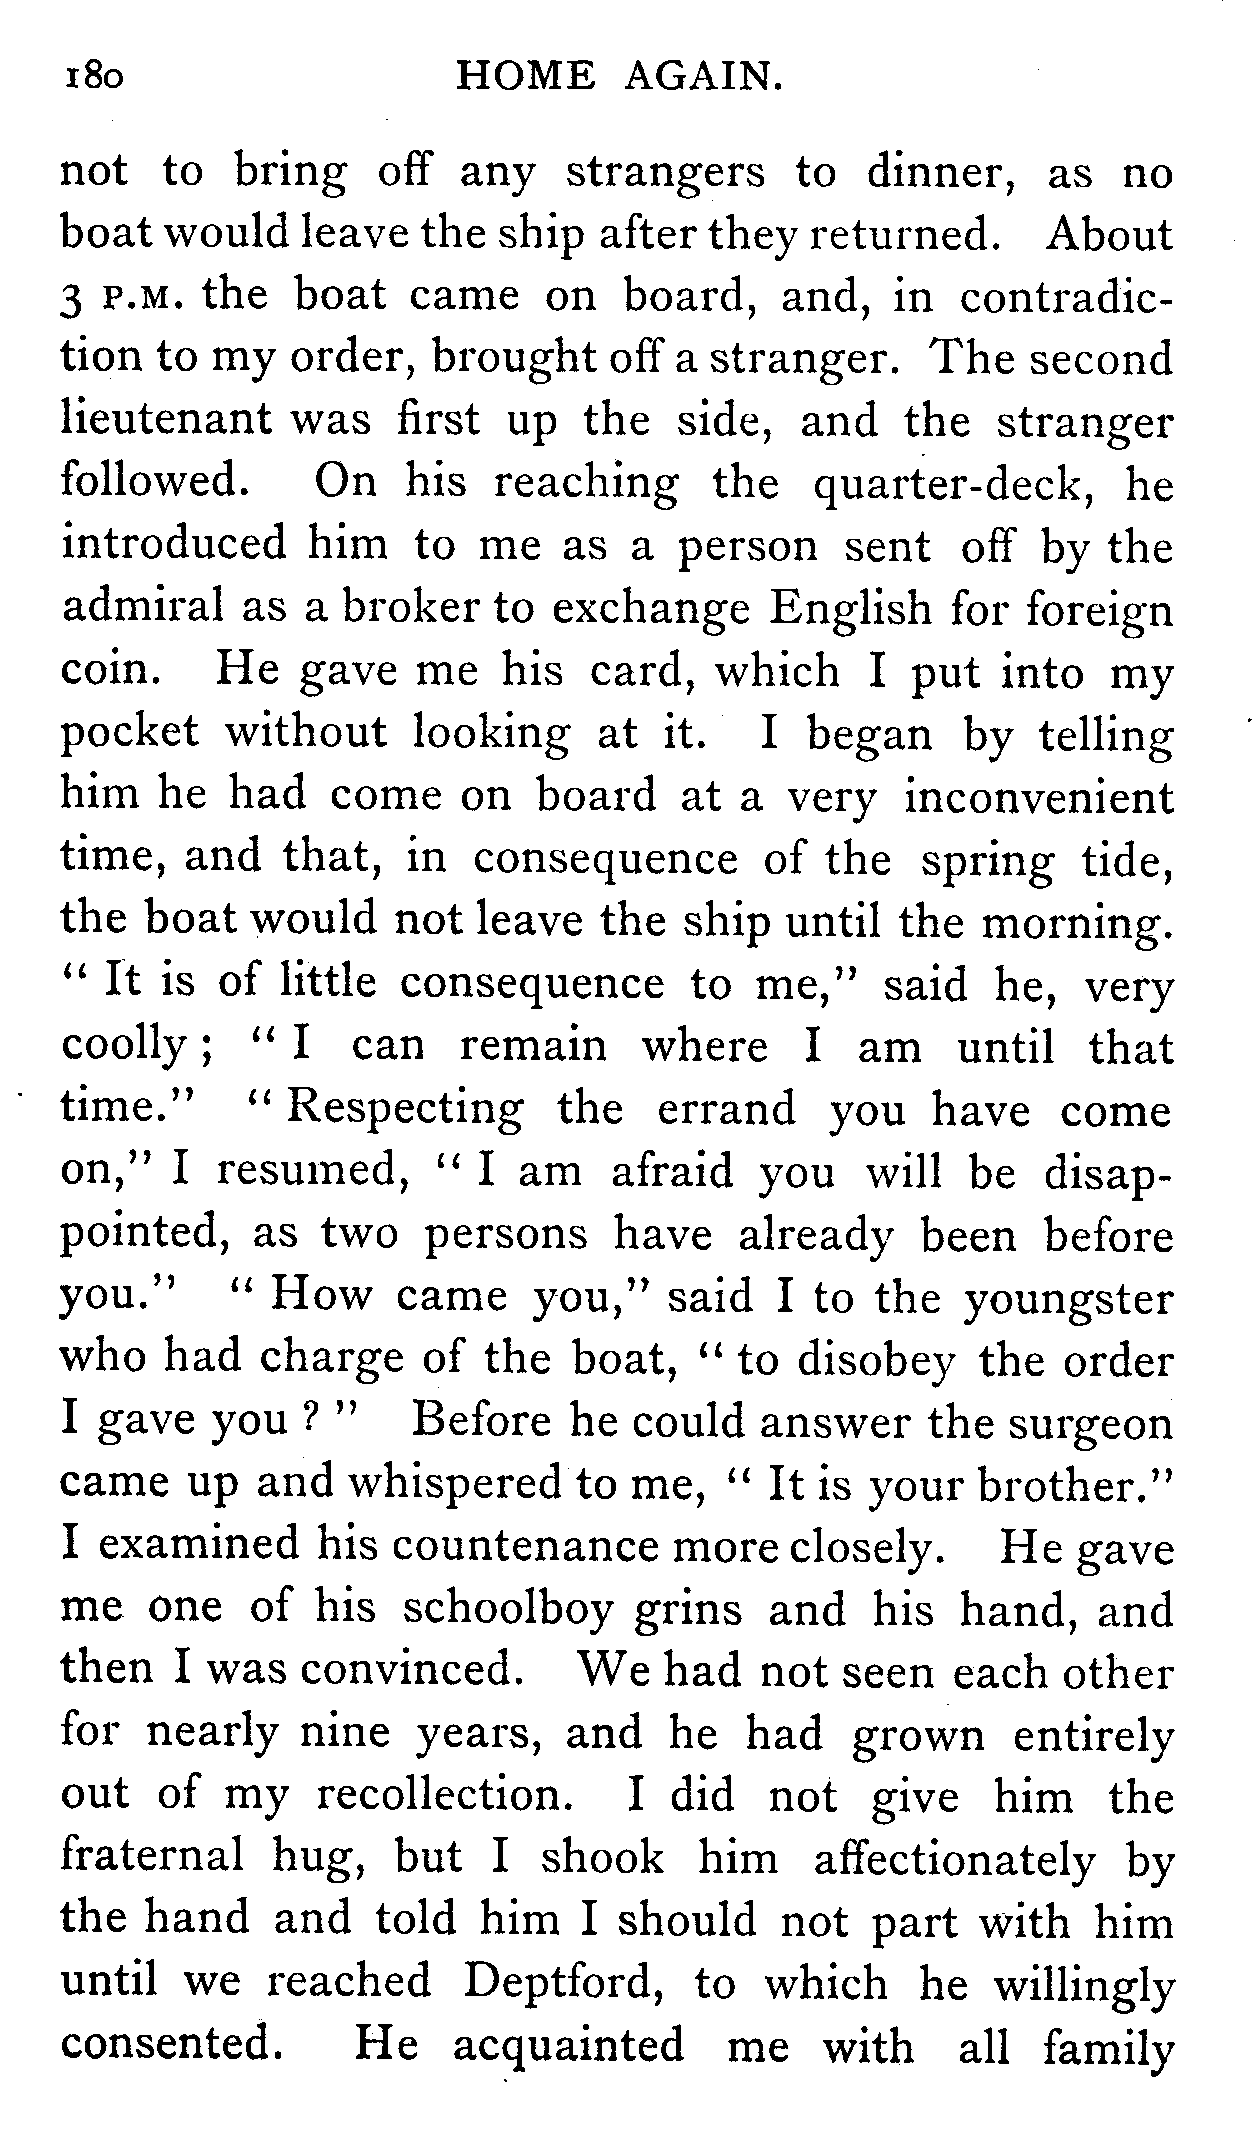 180 HOME AGAIN.
not to bring off any strangers to dinner, as no
boat would leave the ship after they returned. About
3 P.M. the boat came on board, and, in contradic-
tion to my order, brought off a stranger. The second
lieutenant was first up the side, and the stranger
followed. On his reaching the quarter-deck, he
introduced him to me as a person sent off by the
admiral as a broker to exchange English for foreign
coin. He gave me his card, which I put into my
pocket without looking at it. I began by telling
him he had come on board at a very inconvenient
time, and that, in consequence of the spring tide,
the boat would not leave the ship until the morning.
“ It is of little consequence to me,” said he, very
coolly ; “ I can remain where I am until that
time.” “ Respecting the errand you have come
on,” I resumed, “ I am afraid you will be disap-
pointed, as two persons have already been before
you.” “ How came you,” said I to the youngster
who had charge of the boat, “ to disobey the order
I gave you ? ” Before he could answer the surgeon
came up and whispered to me, “ It is your brother.”
I examined his countenance more closely. He gave
me one of his schoolboy grins and his hand, and
then I was convinced. We had not seen each other
for nearly nine years, and he had grown entirely
out of my recollection. I did not give him the
fraternal hug, but I shook him affectionately by
the hand and told him I should not part with him
until we reached Deptford, to which he willingly
consented. He acquainted me with all family